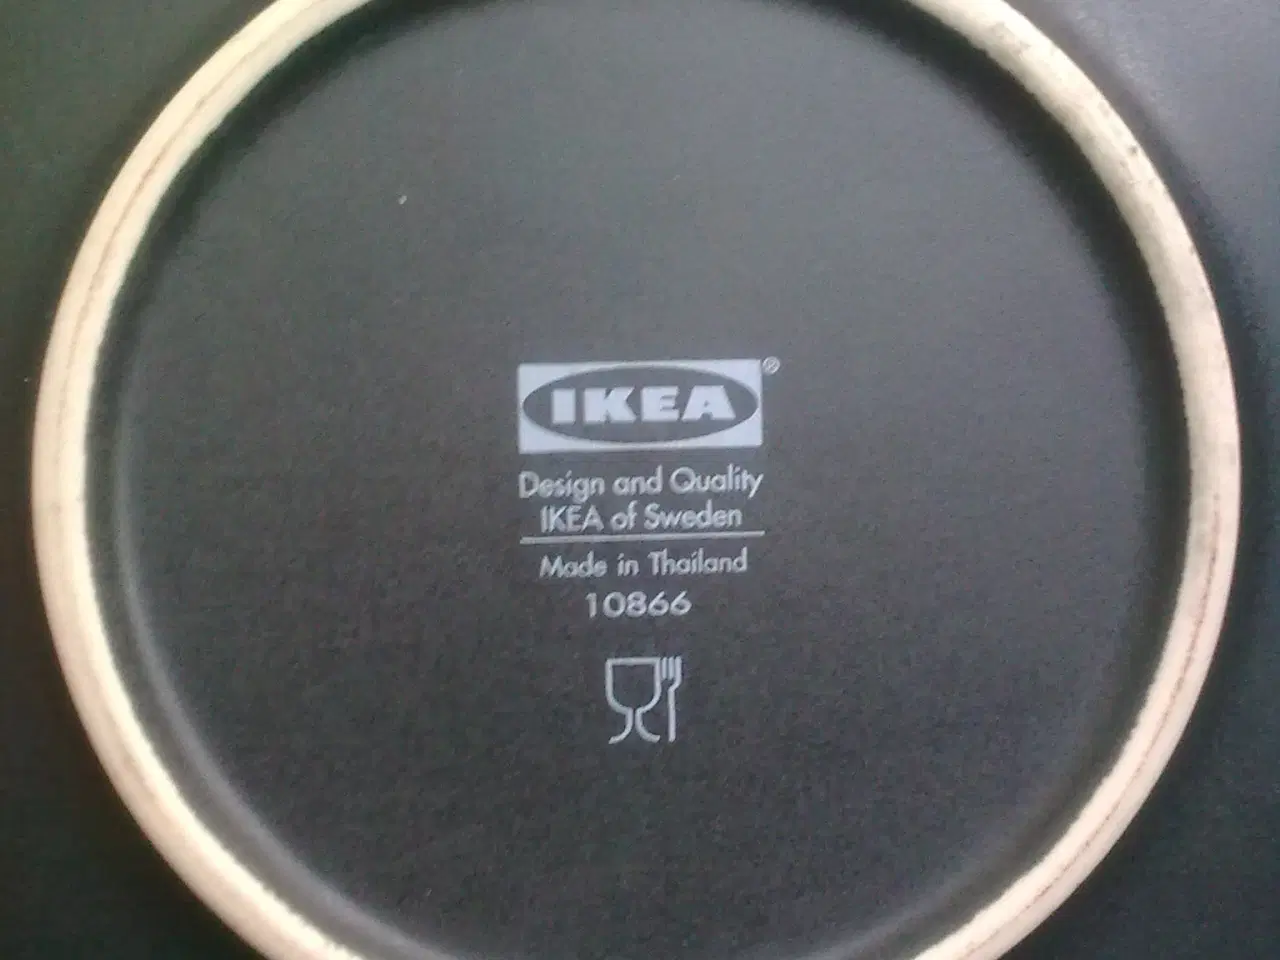 IKEA®
Design and Quality
IKEA of Sweden
Made in Thailand
10866